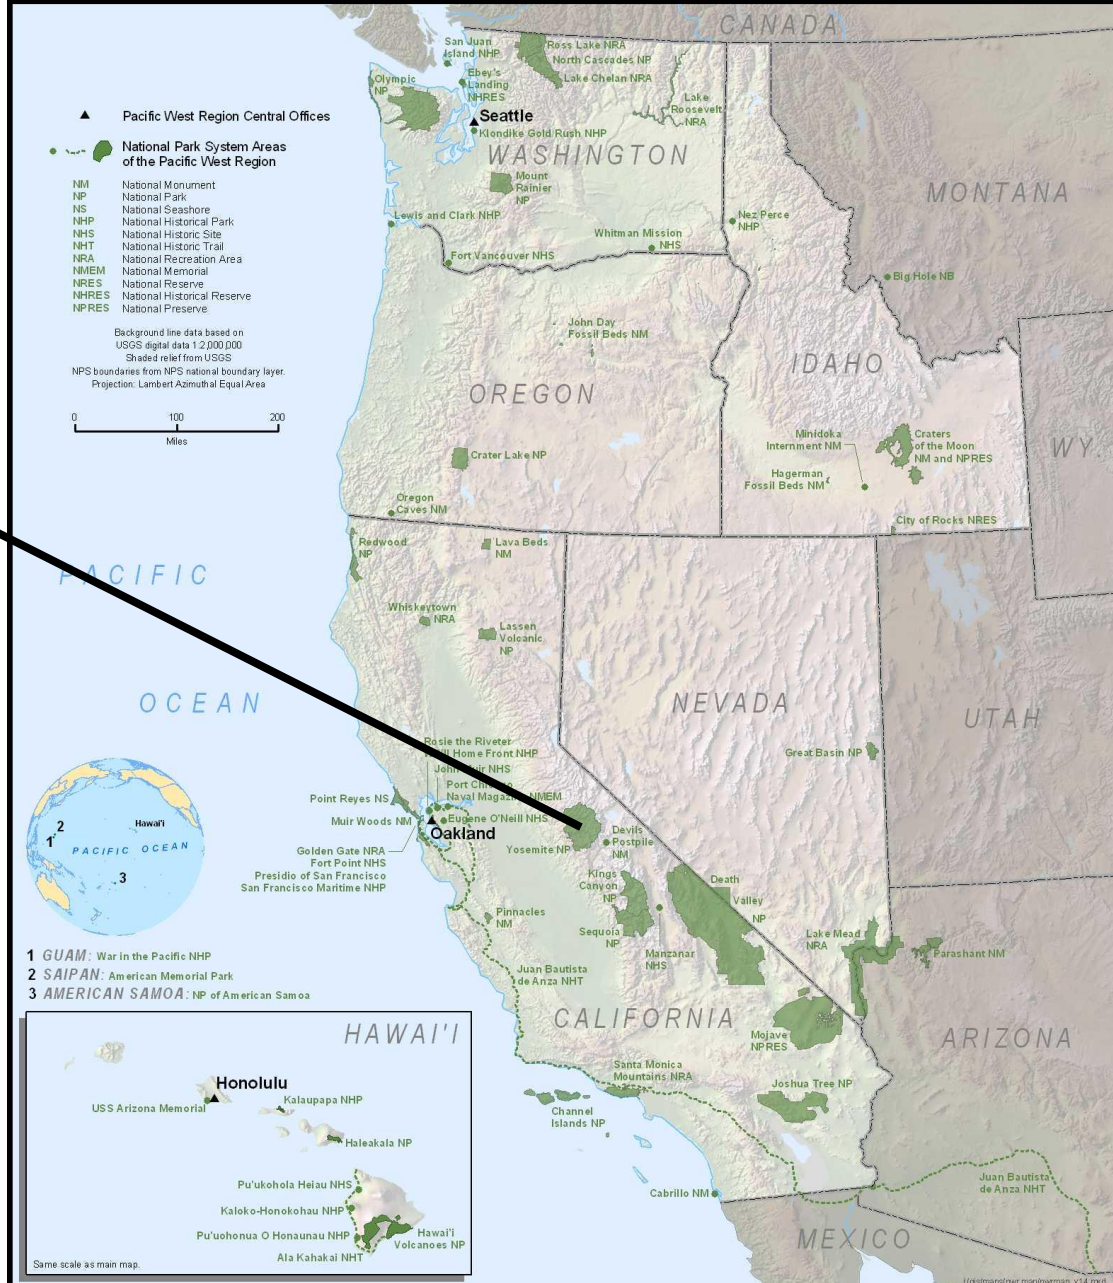 CANADA
San Juan
Island NHP
Ross Lake NRA
North Cascades NP
Lake Chelan NRA
Ebey's
Landing
NHRES
Olympic
NP
Lake
Roosevelt
NRA
Seattle
Klondike Gold Rush NHP
WASHINGTON
Mount
Rainier
NP
MONTANA
Lewis and Clark NHP
Nez Perce
NHP
Whitman Mission
NHS
Fort Vancouver NHS
Big Hole NB
Pacific West Region Central Offices
National Park System Areas
of the Pacific West Region
NM National Monument
NP National Park
NS National Seashore
NHP National Historical Park
NHS National Historic Site
NHT National Historic Trail
NRA National Recreation Area
NMEM National Memorial
NRES National Reserve
NHRES National Historical Reserve
NPRES National Preserve
Background line data based on
USGS digital data 1:2,000,000
Shaded relief from USGS
NPS boundaries from NPS national boundary layer.
Projection: Lambert Azimuthal Equal Area
0 100 200
Miles
John Day
Fossil Beds NM
IDAHO
OREGON
WY
Minidoka
Internment NM
Craters
of the Moon
NM and NPRES
Crater Lake NP
Hagerman
Fossil Beds NM
Oregon
Caves NM
City of Rocks NRES
Redwood
NP
Lava Beds
NM
PACIFIC
OCEAN
Whiskeytown
NRA
Lassen
Volcanic
NP
NEVADA
UTAH
Great Basin NP
Rosie the Riveter
Home Front NHP
NHS
Port
Naval NMEM
Point Reyes NS
Muir Woods NM
Eugene O'Neill NHS
Oakland
Golden Gate NRA
Fort Point NHS
Presidio of San Francisco
San Francisco Maritime NHP
Yosemite NP
Devils
Postpile
NM
Kings
Canyon
NP
Death
Valley
NP
Sequoia
NP
Manzanar
NHS
Pinnacles
NM
Lake Mead
NRA
Parashant NM
Juan Bautista
de Anza NHT
CALIFORNIA
Mojave
NPRES
ARIZONA
Santa Monica
Mountains NRA
Joshua Tree NP
Channel
Islands NP
Cabrillo NM
Juan Bautista
de Anza NHT
MEXICO
Hawai'i
2
1
PACIFIC OCEAN
3
1 GUAM: War in the Pacific NHP
2 SAIPAN: American Memorial Park
3 AMERICAN SAMOA: NP of American Samoa
HAWAI'I
Honolulu
USS Arizona Memorial
Kalaupapa NHP
Haleakala NP
Pu'ukohola Heiau NHS
Kaloko-Honokohau NHP
Pu'uohonua O Honaunau NHP
Hawai'i
Volcanoes NP
Ala Kahakai NHT
Same scale as main map.